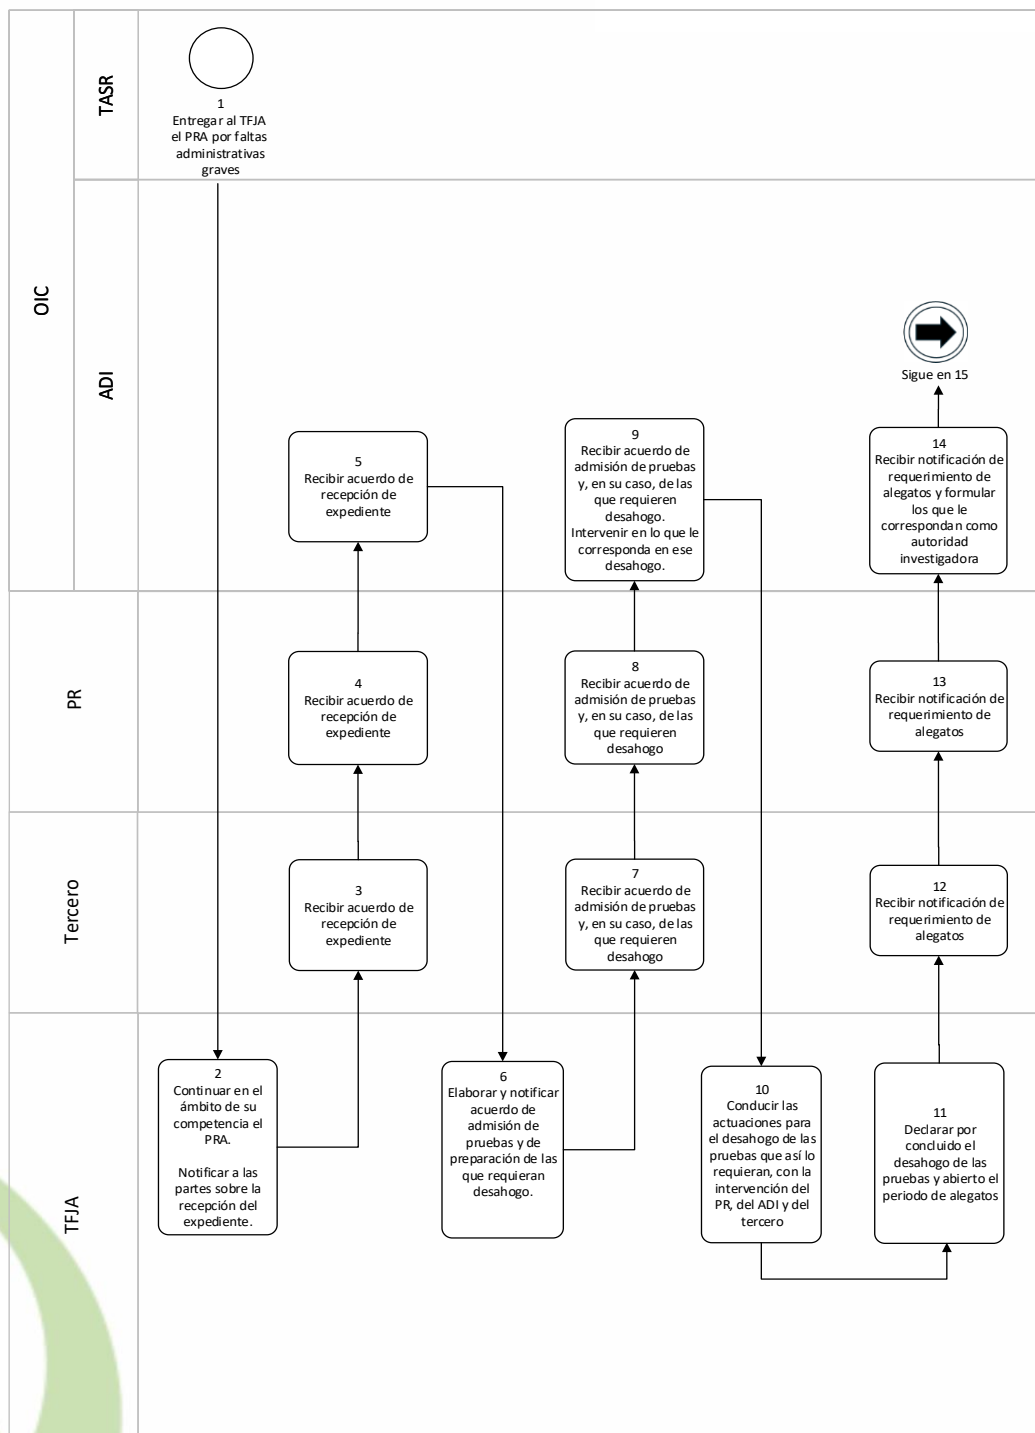 OIC
TASR
ADI
PR
Tercero
TFJA
1
Entregar al TFJA
el PRA por faltas
administrativas
graves
2
Continuar en el
ámbito de su
competencia el
PRA.
Notificar a las
partes sobre la
recepción del
expediente.
3
Recibir acuerdo de
recepción de
expediente
4
Recibir acuerdo de
recepción de
expediente
5
Recibir acuerdo de
recepción de
expediente
6
Elaborar y notificar
acuerdo de
admisión de
pruebas y de
preparación de las
que requieran
desahogo.
7
Recibir acuerdo de
admisión de pruebas
y, en su caso, de las
que requieren
desahogo
8
Recibir acuerdo de
admisión de pruebas
y, en su caso, de las
que requieren
desahogo
9
Recibir acuerdo de
admisión de pruebas
y, en su caso, de las
que requieren
desahogo.
Intervenir en lo que le
corresponda en ese
desahogo.
10
Conducir las
actuaciones para
el desahogo de las
pruebas que así lo
requieran, con la
intervención del
PR, del ADI y del
tercero
11
Declarar por
concluido el
desahogo de las
pruebas y abierto el
periodo de alegatos
12
Recibir notificación de
requerimiento de
alegatos
13
Recibir notificación de
requerimiento de
alegatos
14
Recibir notificación de
requerimiento de
alegatos y formular
los que le
correspondan como
autoridad
investigadora
Sigue en 15